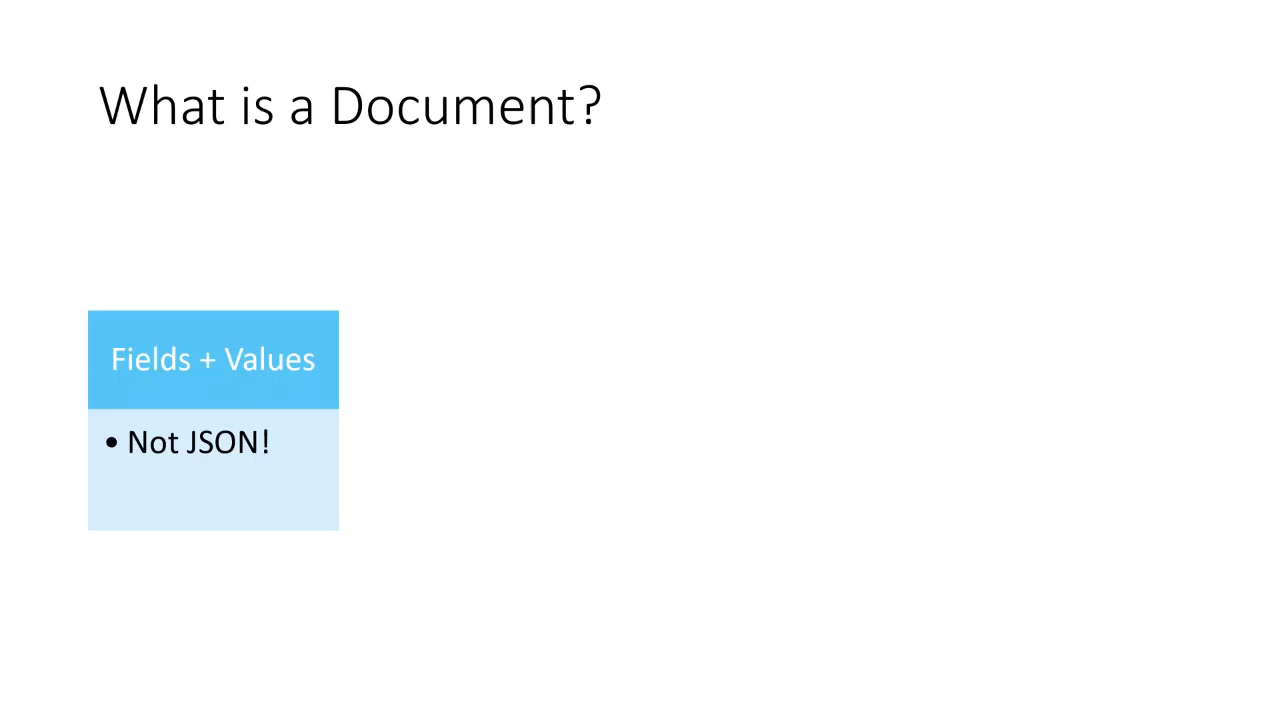 What is a Document?
Fields + Values
• Not JSON!